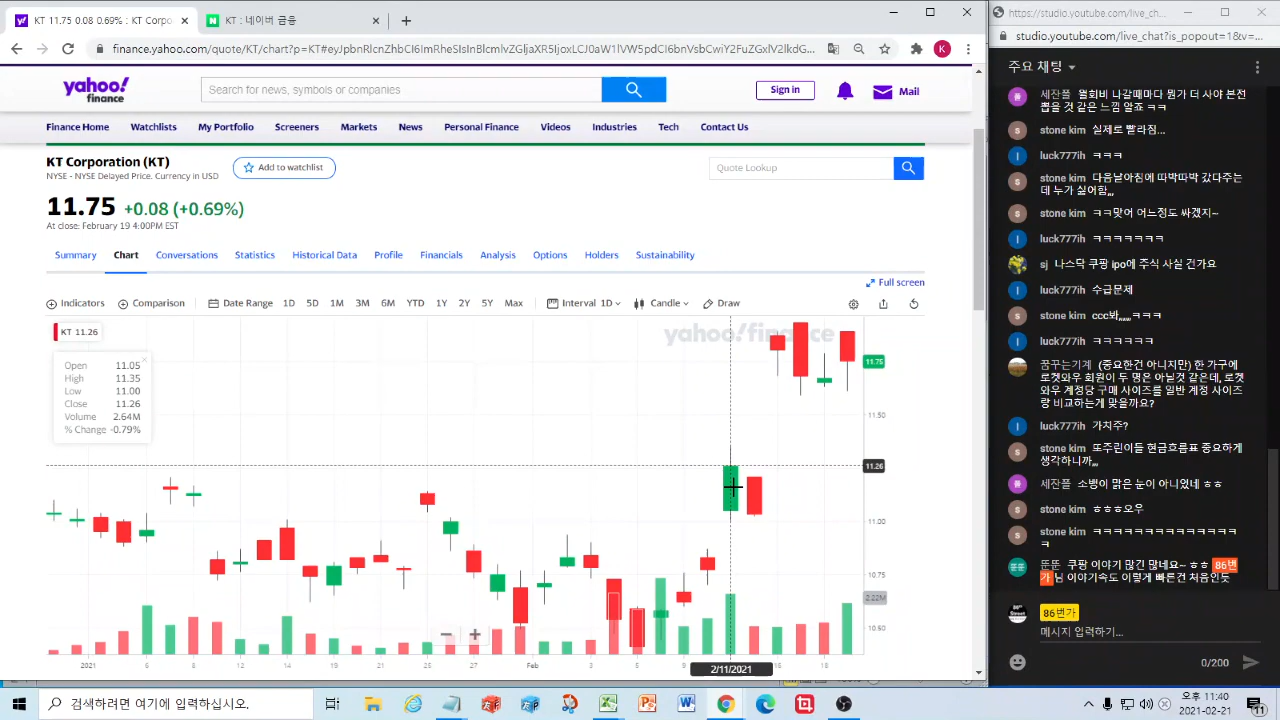 KT 11.75 0.08 0.69% : KT Corpo
KT : 네이버 금융
finance.yahoo.com/quote/KT/chart?p=KT#eyJpbnRlcnZhbCI6ImRheSIsInBlcmlvZGljaXR5IjoxLCJ0aW1lVW5pdCI6bnVsbCwiY2FuZGxlV2lkdGg...
yahoo!
finance
Search for news, symbols or companies
Sign in
Mail
Finance Home
Watchlists
My Portfolio
Screeners
Markets
News
Personal Finance
Videos
Industries
Tech
Contact Us
KT Corporation (KT)
Add to watchlist
NYSE - NYSE Delayed Price. Currency in USD
Quote Lookup
11.75 +0.08 (+0.69%)
At close: February 19 4:00PM EST
Summary
Chart
Conversations
Statistics
Historical Data
Profile
Financials
Analysis
Options
Holders
Sustainability
Full screen
Indicators
Comparison
Date Range
1D
5D
1M
3M
6M
YTD
1Y
2Y
5Y
Max
Interval 1D
Candle
Draw
KT 11.26
yahoo!finance
Open 11.05
High 11.35
Low 11.00
Close 11.26
Volume 2.64M
% Change -0.79%
11.75
11.50
11.26
11.00
10.75
2.22M
10.50
2021
6
12
14
19
21
25
27
Feb
3
5
9
2/11/2021
16
18
https://studio.youtube.com/live_ch...
studio.youtube.com/live_chat?is_popout=1&v=...
주요 채팅
세잔플 월회비 나갈때마다 뭔가 더 사야 본전
뽑을 것 같은 느낌 알죠 ㅋㅋ
stone kim 실제로 빨라짐...
luck777ih ㅋㅋㅋ
stone kim 다음날아침에 따박따박 갔다주는
데 누가 싫어함,,,
stone kim ㅋㅋ맞어 어느정도 싸겠지~
luck777ih ㅋㅋㅋㅋㅋㅋㅋ
sj 나스닥 쿠팡 ipo에 주식 사실 건가요
luck777ih 수급문제
stone kim ccc봐,,,,,,ㅋㅋㅋ
luck777ih ㅋㅋㅋㅋㅋㅋ
꿈꾸는기계 (중요한건 아니지만) 한 가구에
로켓와우 회원이 두 명은 아닐것 같은데, 로켓
와우 계정당 구매 사이즈를 일반 계정 사이즈
랑 비교하는게 맞을까요?
luck777ih 가치주?
stone kim 또주린이들 현금흐름표 중요하게
생각하니까,,,
세잔플 소병이 맑은 눈이 아니었네 ㅎㅎ
stone kim ㅎㅎㅎ오우
stone kim ㅋㅋㅋㅋㅋㅋㅋㅋㅋㅋㅋㅋㅋㅋ
ㅋ
뚠뚠 쿠팡 이야기 많긴 많네요~ ㅎㅎ 86번
가님 이야기속도 이렇게 빠른건 처음인듯
86번가
메시지 입력하기...
0/200
검색하려면 여기에 입력하십시오.
오후 11:40
2021-02-21
11